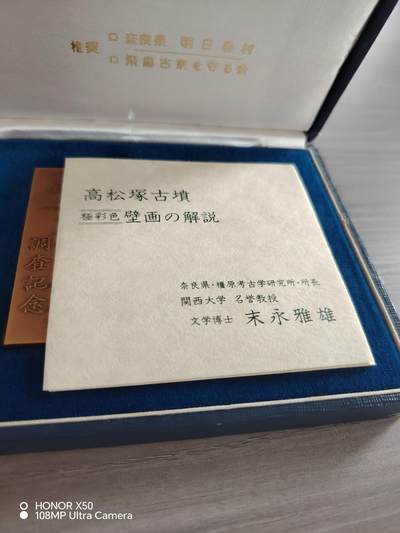 推奨
奈良県 明日香村
飛鳥古京を守る会
高松塚古墳
極彩色 壁画の解説
奈良県・橿原考古学研究所・所長
関西大学 名誉教授
文学博士 末永雅雄
調査記念
HONOR X50
108MP Ultra Camera